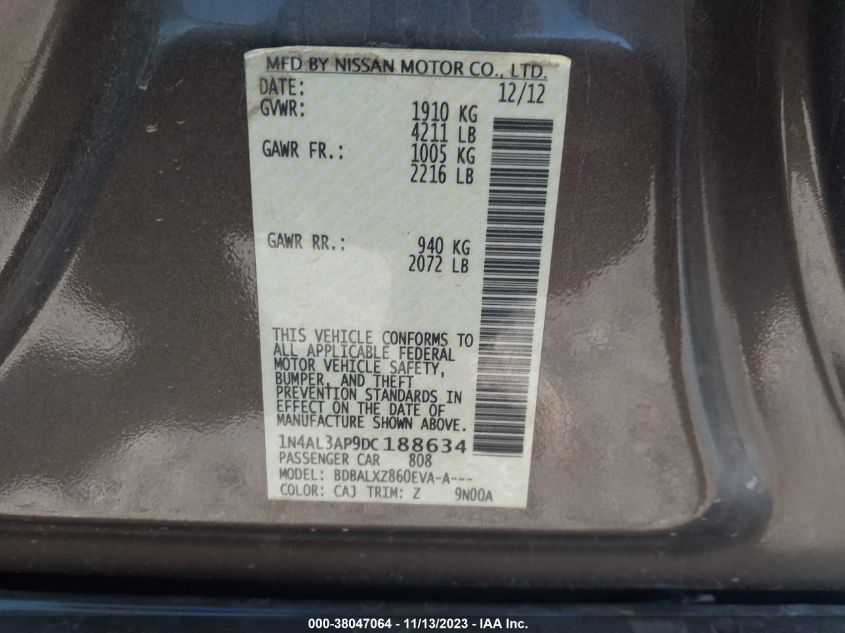 MFD BY NISSAN MOTOR CO., LTD.
DATE: 12/12
GVWR: 1910 KG
4211 LB
GAWR FR.: 1005 KG
2216 LB
GAWR RR.: 940 KG
2072 LB
THIS VEHICLE CONFORMS TO
ALL APPLICABLE FEDERAL
MOTOR VEHICLE SAFETY,
BUMPER, AND THEFT
PREVENTION STANDARDS IN
EFFECT ON THE DATE OF
MANUFACTURE SHOWN ABOVE.
1N4AL3AP9DC188634
PASSENGER CAR 808
MODEL: BDBALXZ860EVA-A---
COLOR: CAJ TRIM: Z 9N00A
000-38047064 - 11/13/2023 - IAA Inc.